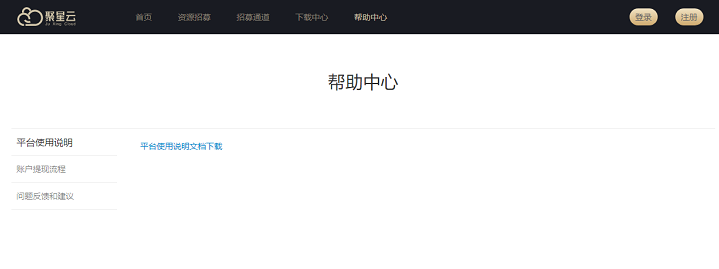 聚星云
Ju Xing Cloud
首页
资源招募
招募通道
下载中心
帮助中心
登录
注册
帮助中心
平台使用说明
平台使用说明文档下载
账户提现流程
问题反馈和建议